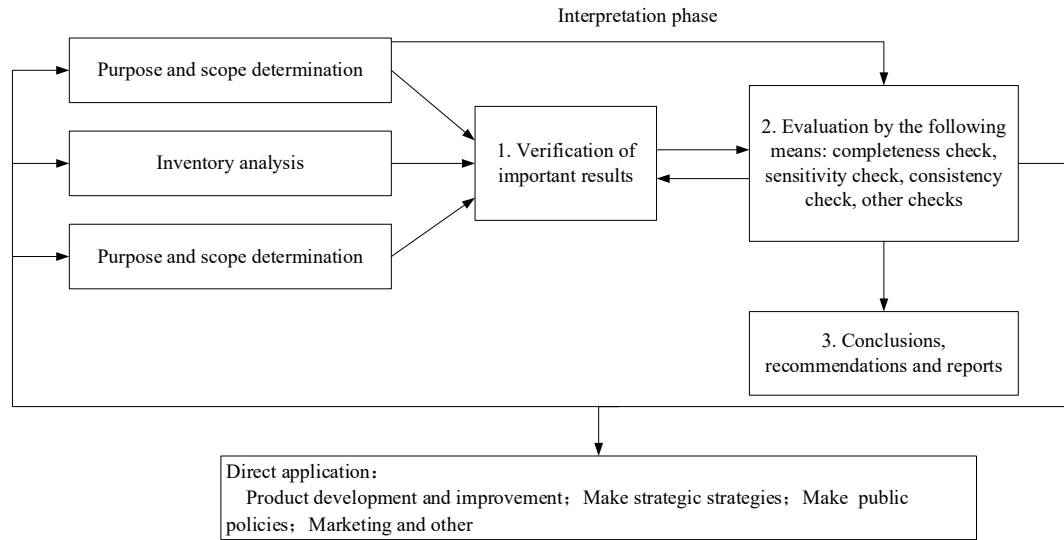 Interpretation phase
Purpose and scope determination
Inventory analysis
Purpose and scope determination
1. Verification of
important results
2. Evaluation by the following
means: completeness check,
sensitivity check, consistency
check, other checks
3. Conclusions,
recommendations and reports
Direct application：
Product development and improvement；Make strategic strategies；Make public
policies；Marketing and other